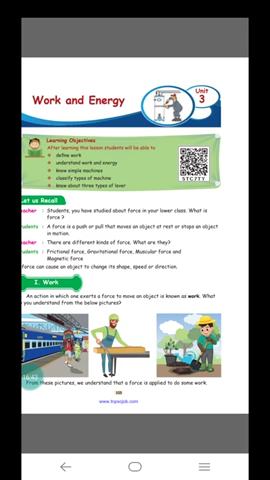 Unit
3
Work and Energy
Learning Objectives
After learning this lesson students will be able to
❖ define work
❖ understand work and energy
❖ know simple machines
❖ classify types of machine
❖ know about three types of lever
5TC7TY
Let us Recall
acher : Students, you have studied about force in your lower class. What is
force ?
tudents : A force is a push or pull that moves an object at rest or stops an object
in motion.
acher : There are different kinds of force. What are they?
tudents : Frictional force, Gravitational force, Muscular force and
Magnetic force
force can cause an object to change its shape, speed or direction.
I. Work
An action in which one exerts a force to move an object is known as work. What
you understand from the below pictures?
16:43
From these pictures, we understand that a force is applied to do some work.
www.tnpscjob.com